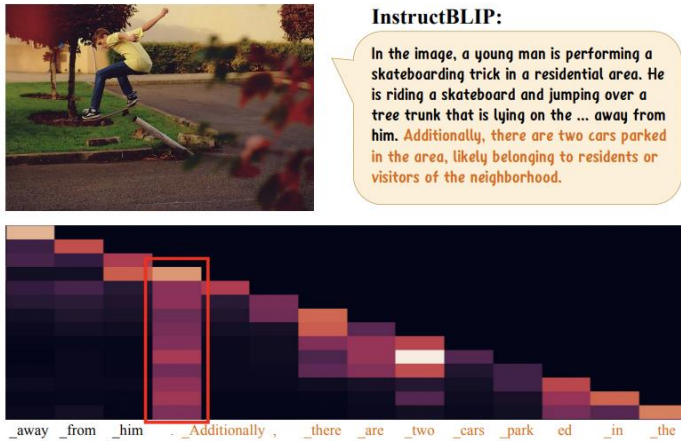 InstructBLIP:
In the image, a young man is performing a
skateboarding trick in a residential area. He
is riding a skateboard and jumping over a
tree trunk that is lying on the ... away from
him. Additionally, there are two cars parked
in the area, likely belonging to residents or
visitors of the neighborhood.
_away _from _him . _Additionally , _there _are _two _cars _park ed _in _the